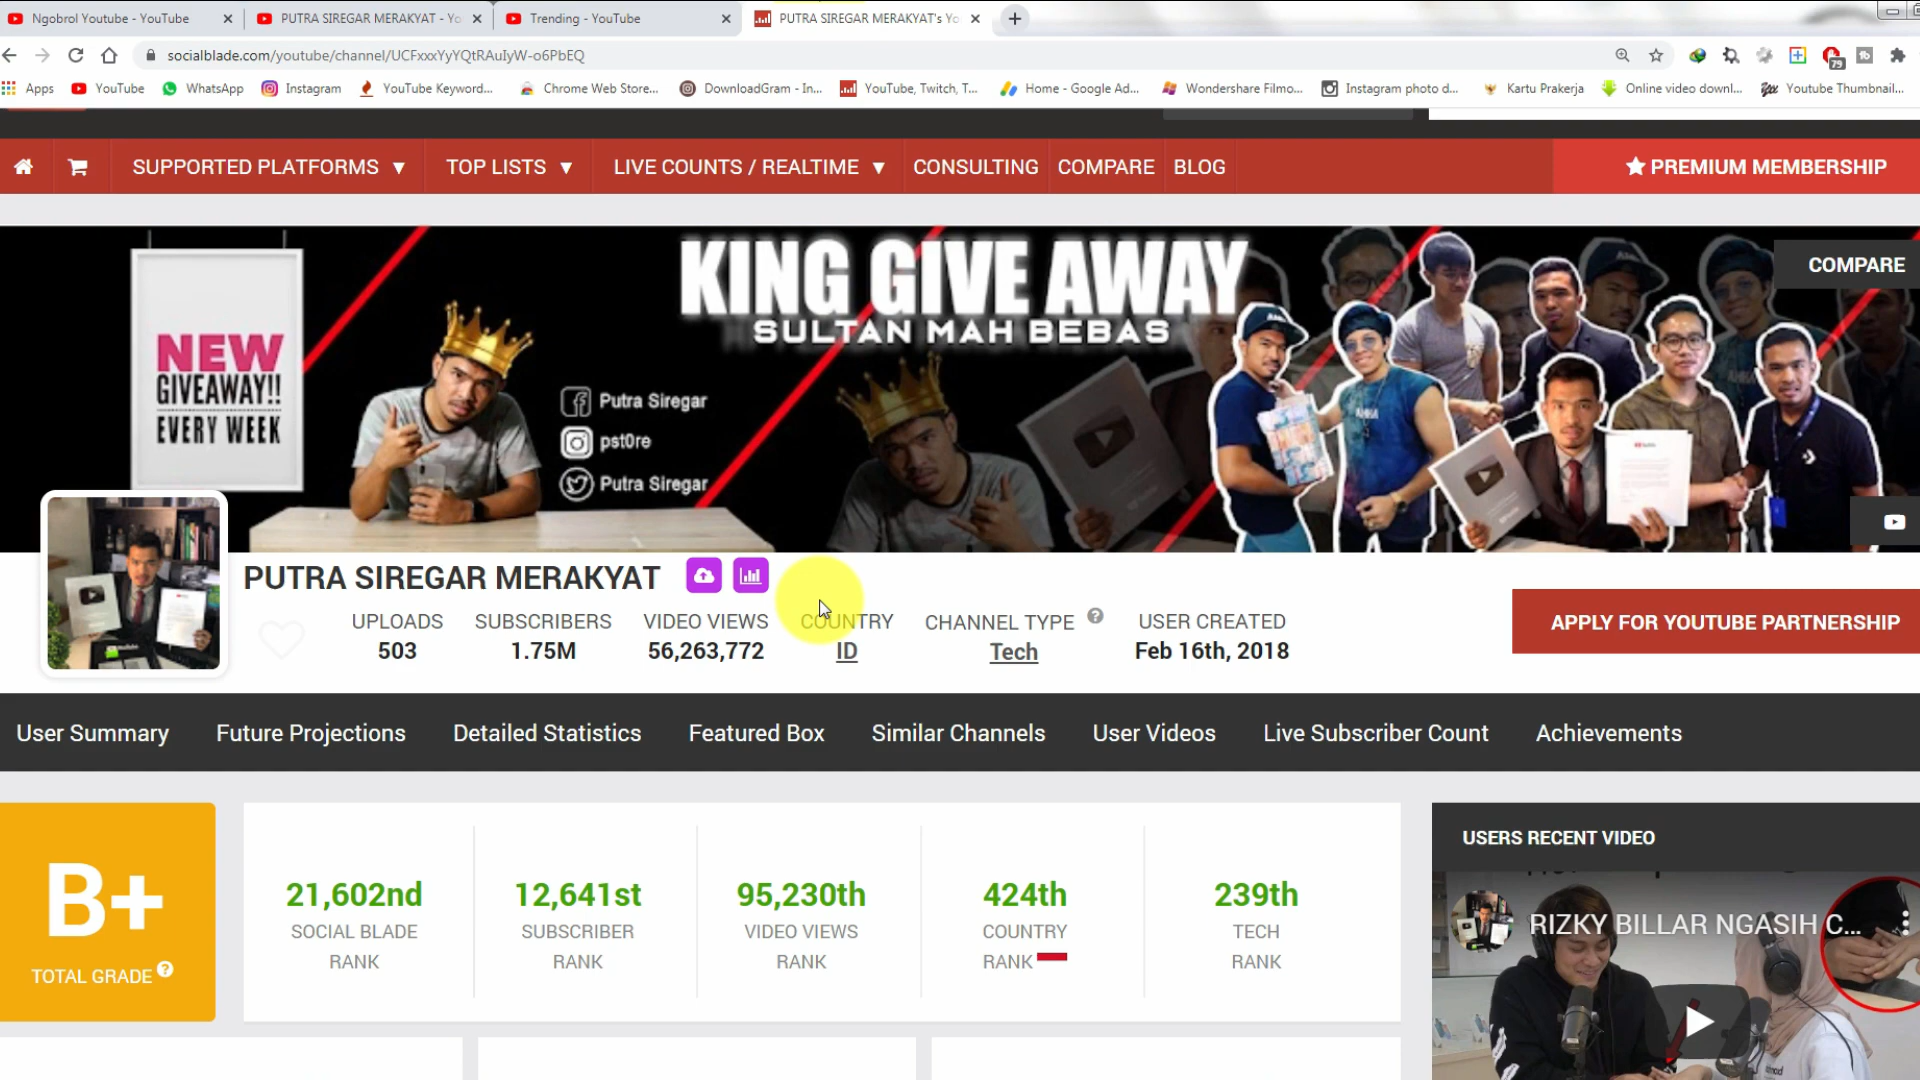 Ngobrol Youtube - YouTube
PUTRA SIREGAR MERAKYAT - Yo
Trending - YouTube
PUTRA SIREGAR MERAKYAT's Yo
socialblade.com/youtube/channel/UCFxxxYyYQtRAuIyW-o6PbEQ
79
Apps
YouTube
WhatsApp
Instagram
YouTube Keyword...
Chrome Web Store...
DownloadGram - In...
YouTube, Twitch, T...
Home - Google Ad...
Wondershare Filmo...
Instagram photo d...
Kartu Prakerja
Online video downl...
Youtube Thumbnail...
SUPPORTED PLATFORMS
TOP LISTS
LIVE COUNTS / REALTIME
CONSULTING
COMPARE
BLOG
PREMIUM MEMBERSHIP
NEW
GIVEAWAY!!
EVERY WEEK
KING GIVE AWAY
SULTAN MAH BEBAS
Putra Siregar
pst0re
Putra Siregar
COMPARE
PUTRA SIREGAR MERAKYAT
UPLOADS
503
SUBSCRIBERS
1.75M
VIDEO VIEWS
56,263,772
COUNTRY
ID
CHANNEL TYPE
Tech
USER CREATED
Feb 16th, 2018
APPLY FOR YOUTUBE PARTNERSHIP
User Summary
Future Projections
Detailed Statistics
Featured Box
Similar Channels
User Videos
Live Subscriber Count
Achievements
B+
TOTAL GRADE
21,602nd
SOCIAL BLADE
RANK
12,641st
SUBSCRIBER
RANK
95,230th
VIDEO VIEWS
RANK
424th
COUNTRY
RANK
239th
TECH
RANK
USERS RECENT VIDEO
RIZKY BILLAR NGASIH C...